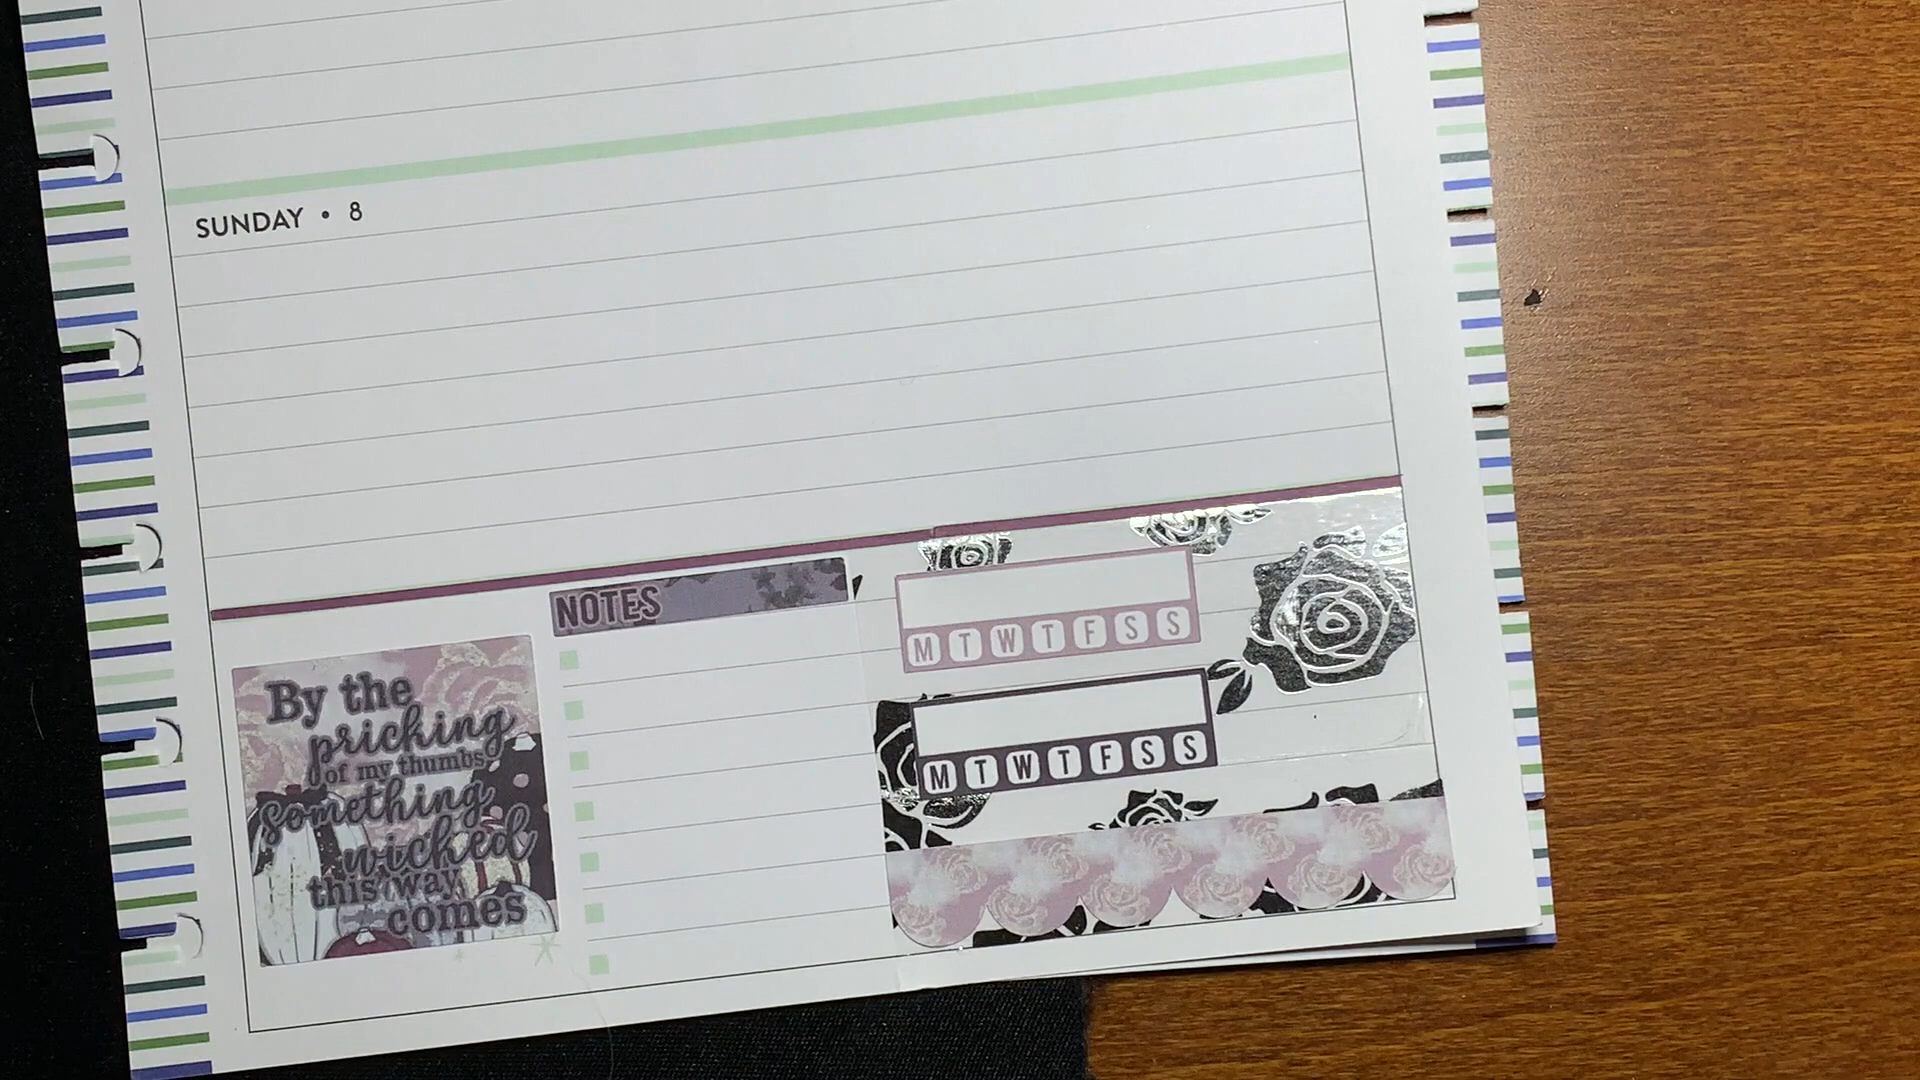 SUNDAY • 8
NOTES
By the
pricking
of my thumbs
something
wicked
this way
comes
M T W T F S S
M T W T F S S